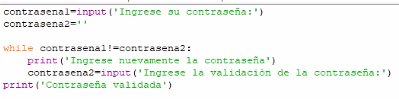 contrasena1=input('Ingrese su contraseña:')
contrasena2=''
while contrasena1!=contrasena2:
    print('Ingrese nuevamente la contraseña')
    contrasena2=input('Ingrese la validación de la contraseña:')
print('Contraseña validada')